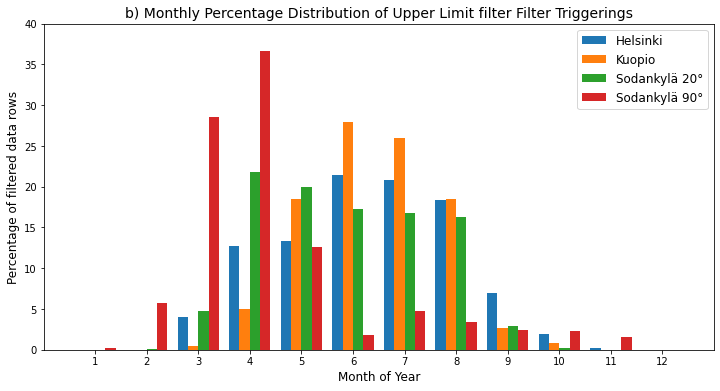 b) Monthly Percentage Distribution of Upper Limit filter Filter Triggerings
Percentage of filtered data rows
40
35
30
25
20
15
10
5
0
Helsinki
Kuopio
Sodankylä 20°
Sodankylä 90°
1 2 3 4 5 6 7 8 9 10 11 12
Month of Year